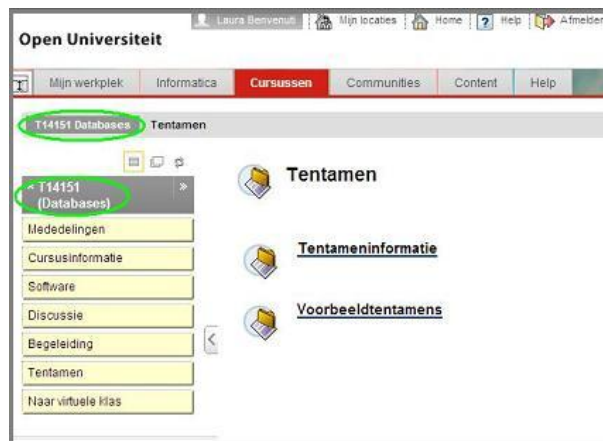 Laura Benvenuti Mijn locaties Home ? Help Afmelden
Open Universiteit
Mijn werkplek Informatica Cursussen Communities Content Help
T14151 Databases Tentamen
T14151
(Databases)
Tentamen
Mededelingen
Cursusinformatie
Tentameninformatie
Software
Discussie
Voorbeeldtentamens
Begeleiding
Tentamen
Naar virtuele klas